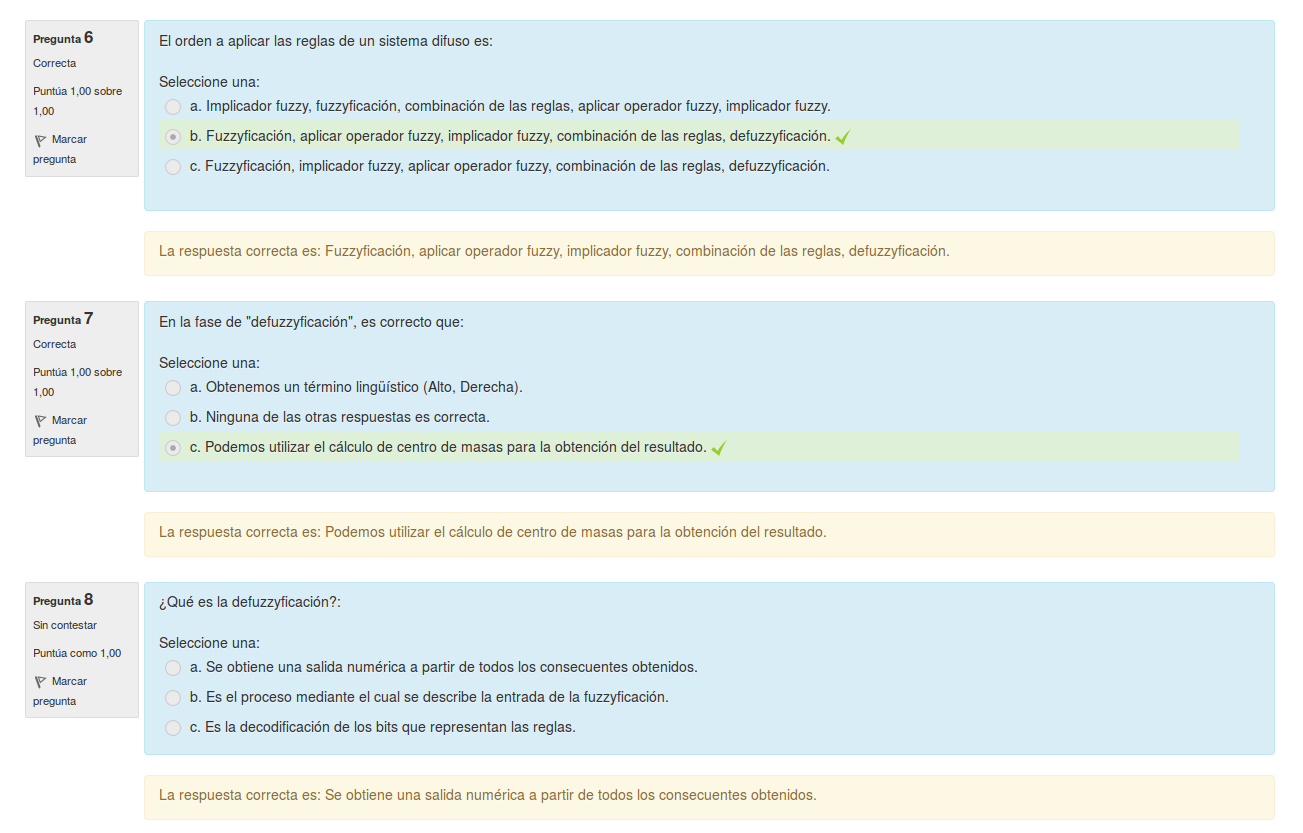 Pregunta 6
Correcta
Puntúa 1,00 sobre
1,00
Marcar
pregunta
El orden a aplicar las reglas de un sistema difuso es:
Seleccione una:
a. Implicador fuzzy, fuzzyficación, combinación de las reglas, aplicar operador fuzzy, implicador fuzzy.
b. Fuzzyficación, aplicar operador fuzzy, implicador fuzzy, combinación de las reglas, defuzzyficación.
c. Fuzzyficación, implicador fuzzy, aplicar operador fuzzy, combinación de las reglas, defuzzyficación.
La respuesta correcta es: Fuzzyficación, aplicar operador fuzzy, implicador fuzzy, combinación de las reglas, defuzzyficación.
Pregunta 7
Correcta
Puntúa 1,00 sobre
1,00
Marcar
pregunta
En la fase de "defuzzyficación", es correcto que:
Seleccione una:
a. Obtenemos un término lingüístico (Alto, Derecha).
b. Ninguna de las otras respuestas es correcta.
c. Podemos utilizar el cálculo de centro de masas para la obtención del resultado.
La respuesta correcta es: Podemos utilizar el cálculo de centro de masas para la obtención del resultado.
Pregunta 8
Sin contestar
Puntúa como 1,00
Marcar
pregunta
¿Qué es la defuzzyficación?:
Seleccione una:
a. Se obtiene una salida numérica a partir de todos los consecuentes obtenidos.
b. Es el proceso mediante el cual se describe la entrada de la fuzzyficación.
c. Es la decodificación de los bits que representan las reglas.
La respuesta correcta es: Se obtiene una salida numérica a partir de todos los consecuentes obtenidos.